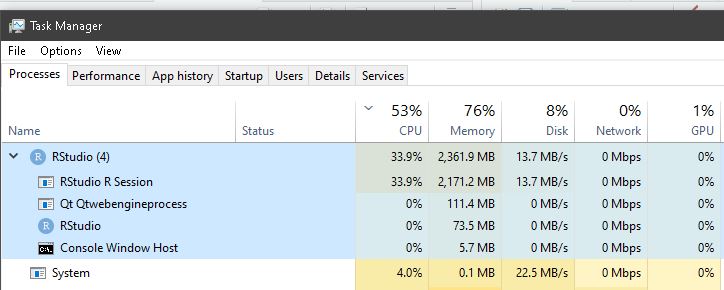 Task Manager
File Options View
Processes Performance App history Startup Users Details Services
53% 76% 8% 0% 1%
Name Status CPU Memory Disk Network GPU
RStudio (4) 33.9% 2,361.9 MB 13.7 MB/s 0 Mbps 0%
RStudio R Session 33.9% 2,171.2 MB 13.7 MB/s 0 Mbps 0%
Qt Qtwebengineprocess 0% 111.4 MB 0 MB/s 0 Mbps 0%
R RStudio 0% 73.5 MB 0 MB/s 0 Mbps 0%
Console Window Host 0% 5.7 MB 0 MB/s 0 Mbps 0%
System 4.0% 0.1 MB 22.5 MB/s 0 Mbps 0%